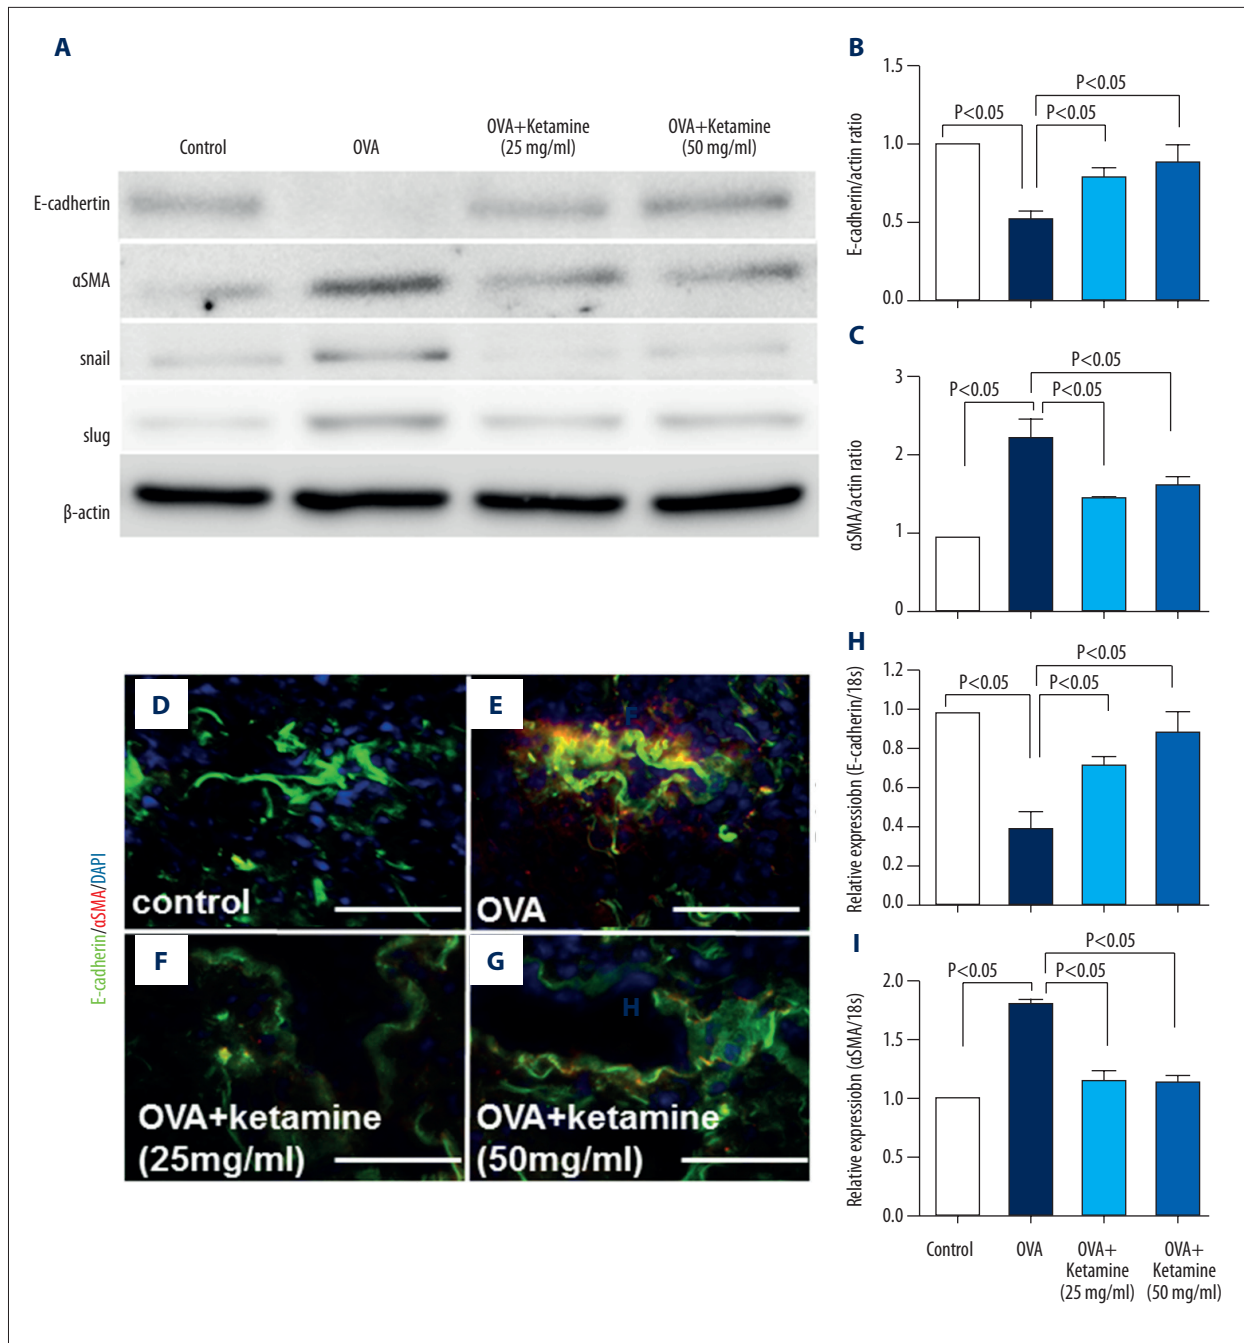 A
Control
OVA
OVA+Ketamine
(25 mg/ml)
OVA+Ketamine
(50 mg/ml)
E-cadhertin
αSMA
snail
slug
β-actin
B
E-cadherin/actin ratio
1.5
1.0
0.5
0.0
P<0.05
P<0.05
P<0.05
C
αSMA/actin ratio
3
2
1
0
P<0.05
P<0.05
P<0.05
E-cadherin/αSMA/DAPI
D
control
E
OVA
F
OVA+ketamine
(25mg/ml)
G
H
OVA+ketamine
(50mg/ml)
H
Relative expressiobn (E-cadherin/18s)
1.2
1.0
0.8
0.6
0.4
0.2
0.0
P<0.05
P<0.05
P<0.05
I
Relative expressiobn (αSMA/18s)
2.0
1.5
1.0
0.5
0.0
P<0.05
P<0.05
P<0.05
Control
OVA
OVA+
Ketamine
(25 mg/ml)
OVA+
Ketamine
(50 mg/ml)